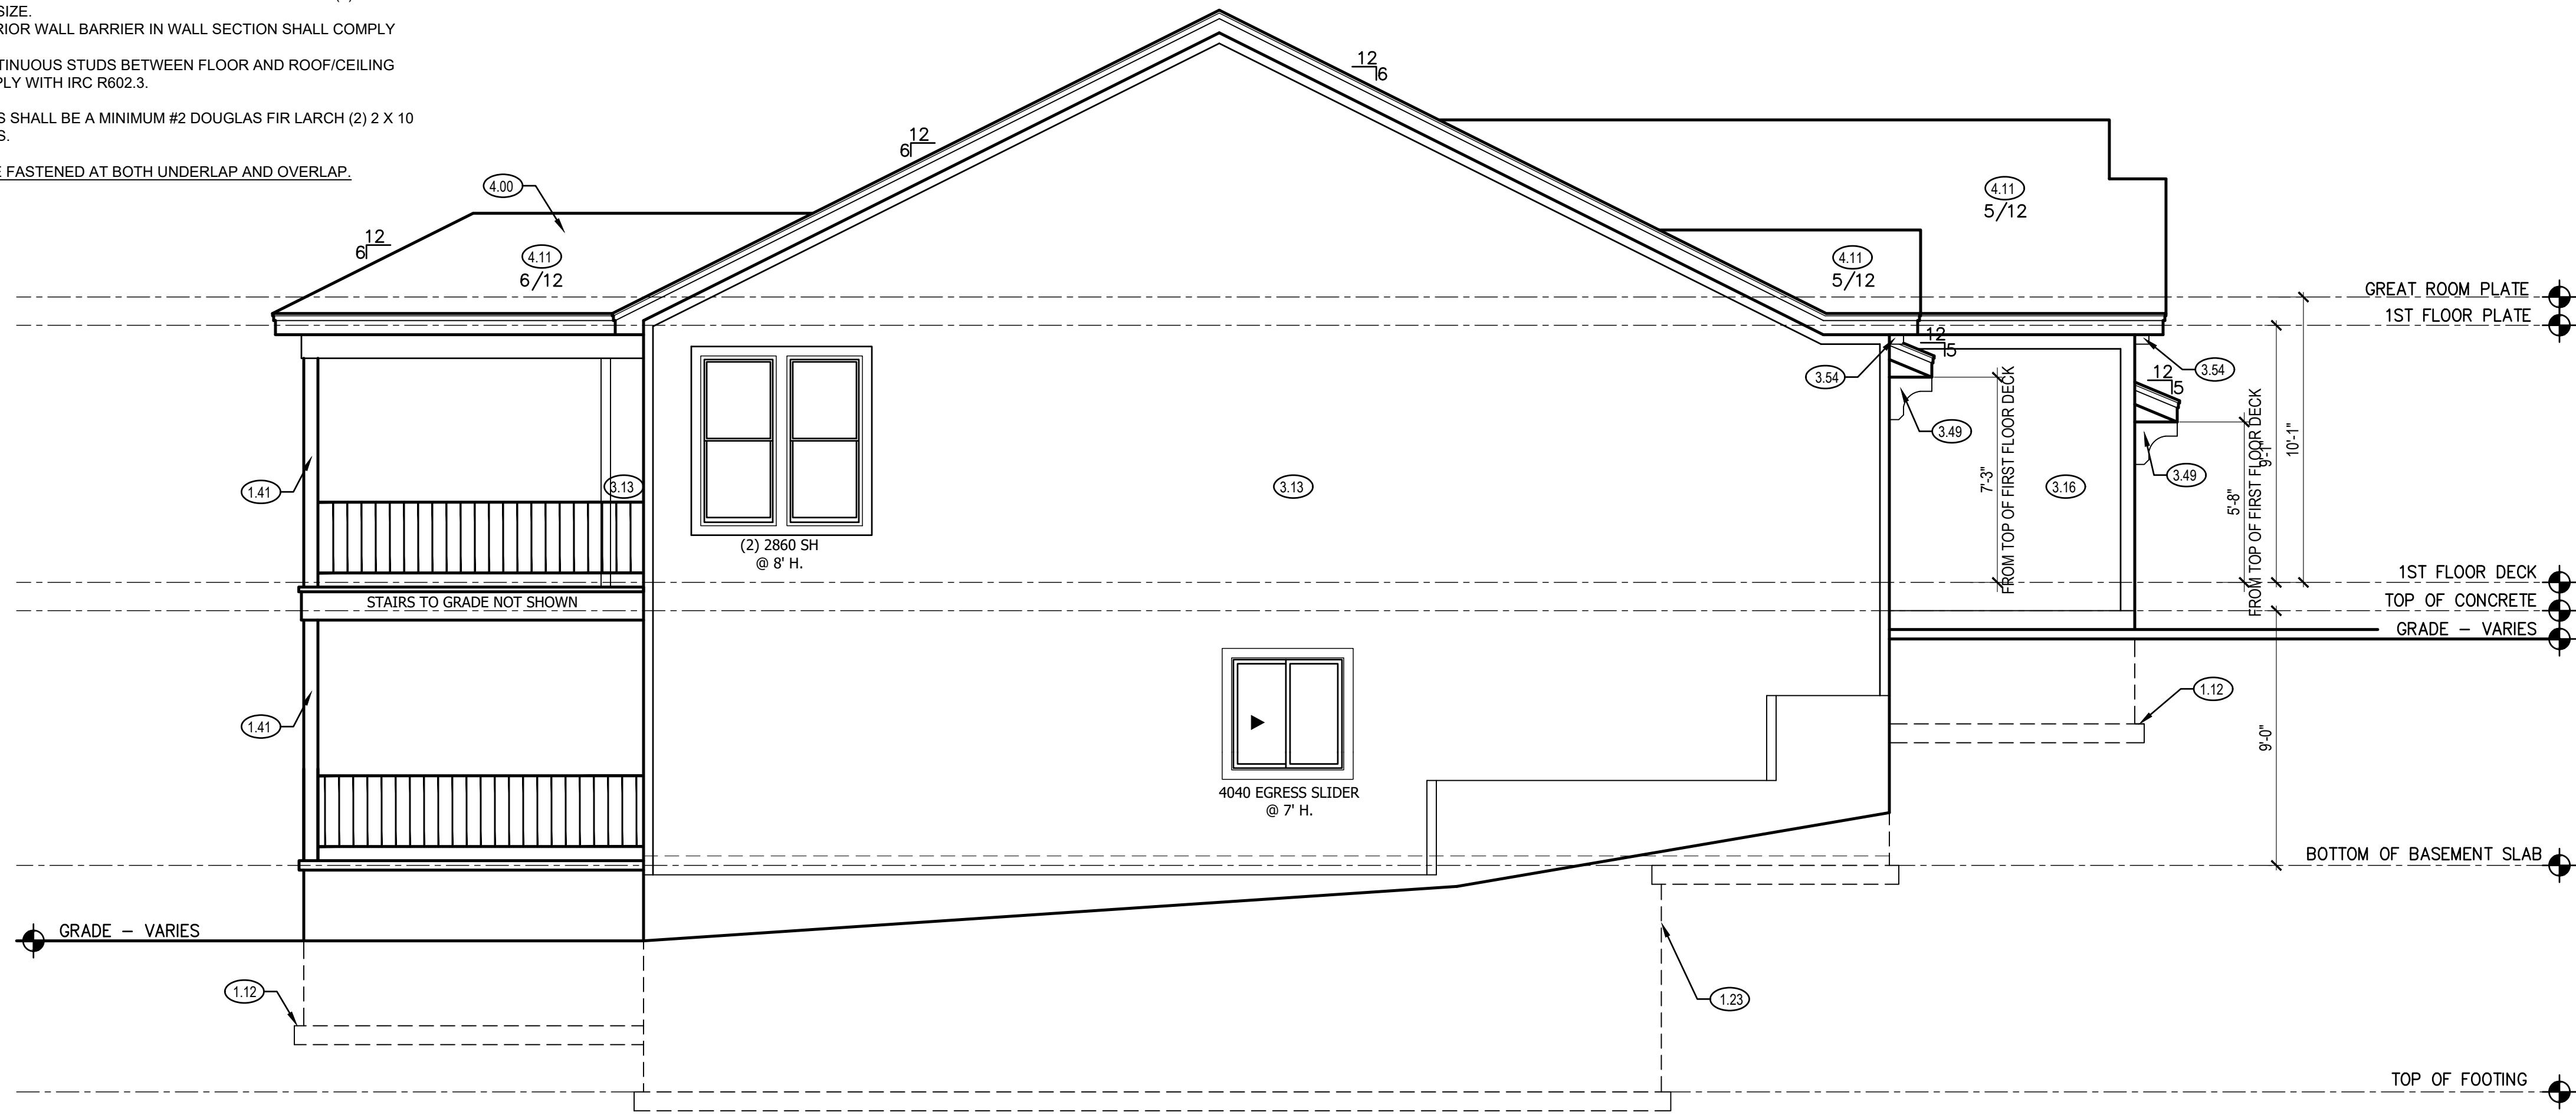 SIZE.
RIOR WALL BARRIER IN WALL SECTION SHALL COMPLY
TINUOUS STUDS BETWEEN FLOOR AND ROOF/CEILING
PLY WITH IRC R602.3.
S SHALL BE A MINIMUM #2 DOUGLAS FIR LARCH (2) 2 X 10
S.
E FASTENED AT BOTH UNDERLAP AND OVERLAP.
12
6
12
6
4.00
4.11
5/12
12
6
4.11
6/12
4.11
5/12
GREAT ROOM PLATE
1ST FLOOR PLATE
12
5
3.54
3.54
12
5
3.49
3.49
1.41
3.13
3.13
3.16
7'-3"
FROM TOP OF FIRST FLOOR DECK
5'-8"
FROM TOP OF FIRST FLOOR DECK
9'-1"
10'-1"
(2) 2860 SH
@ 8' H.
1ST FLOOR DECK
STAIRS TO GRADE NOT SHOWN
TOP OF CONCRETE
GRADE – VARIES
1.12
1.41
9'-0"
4040 EGRESS SLIDER
@ 7' H.
BOTTOM OF BASEMENT SLAB
GRADE – VARIES
1.12
1.23
TOP OF FOOTING